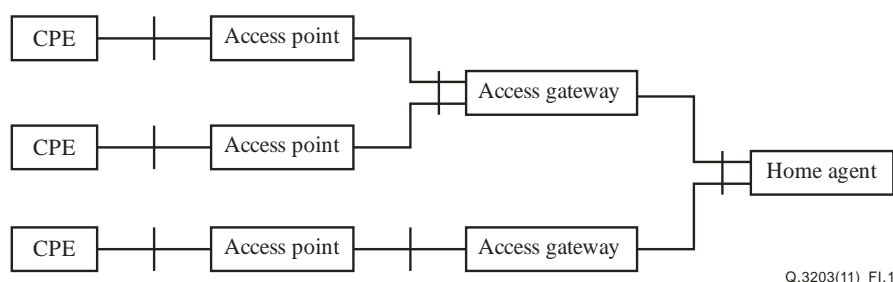 CPE
Access point
Access gateway
CPE
Access point
Home agent
CPE
Access point
Access gateway
Q.3203(11)_FI.1